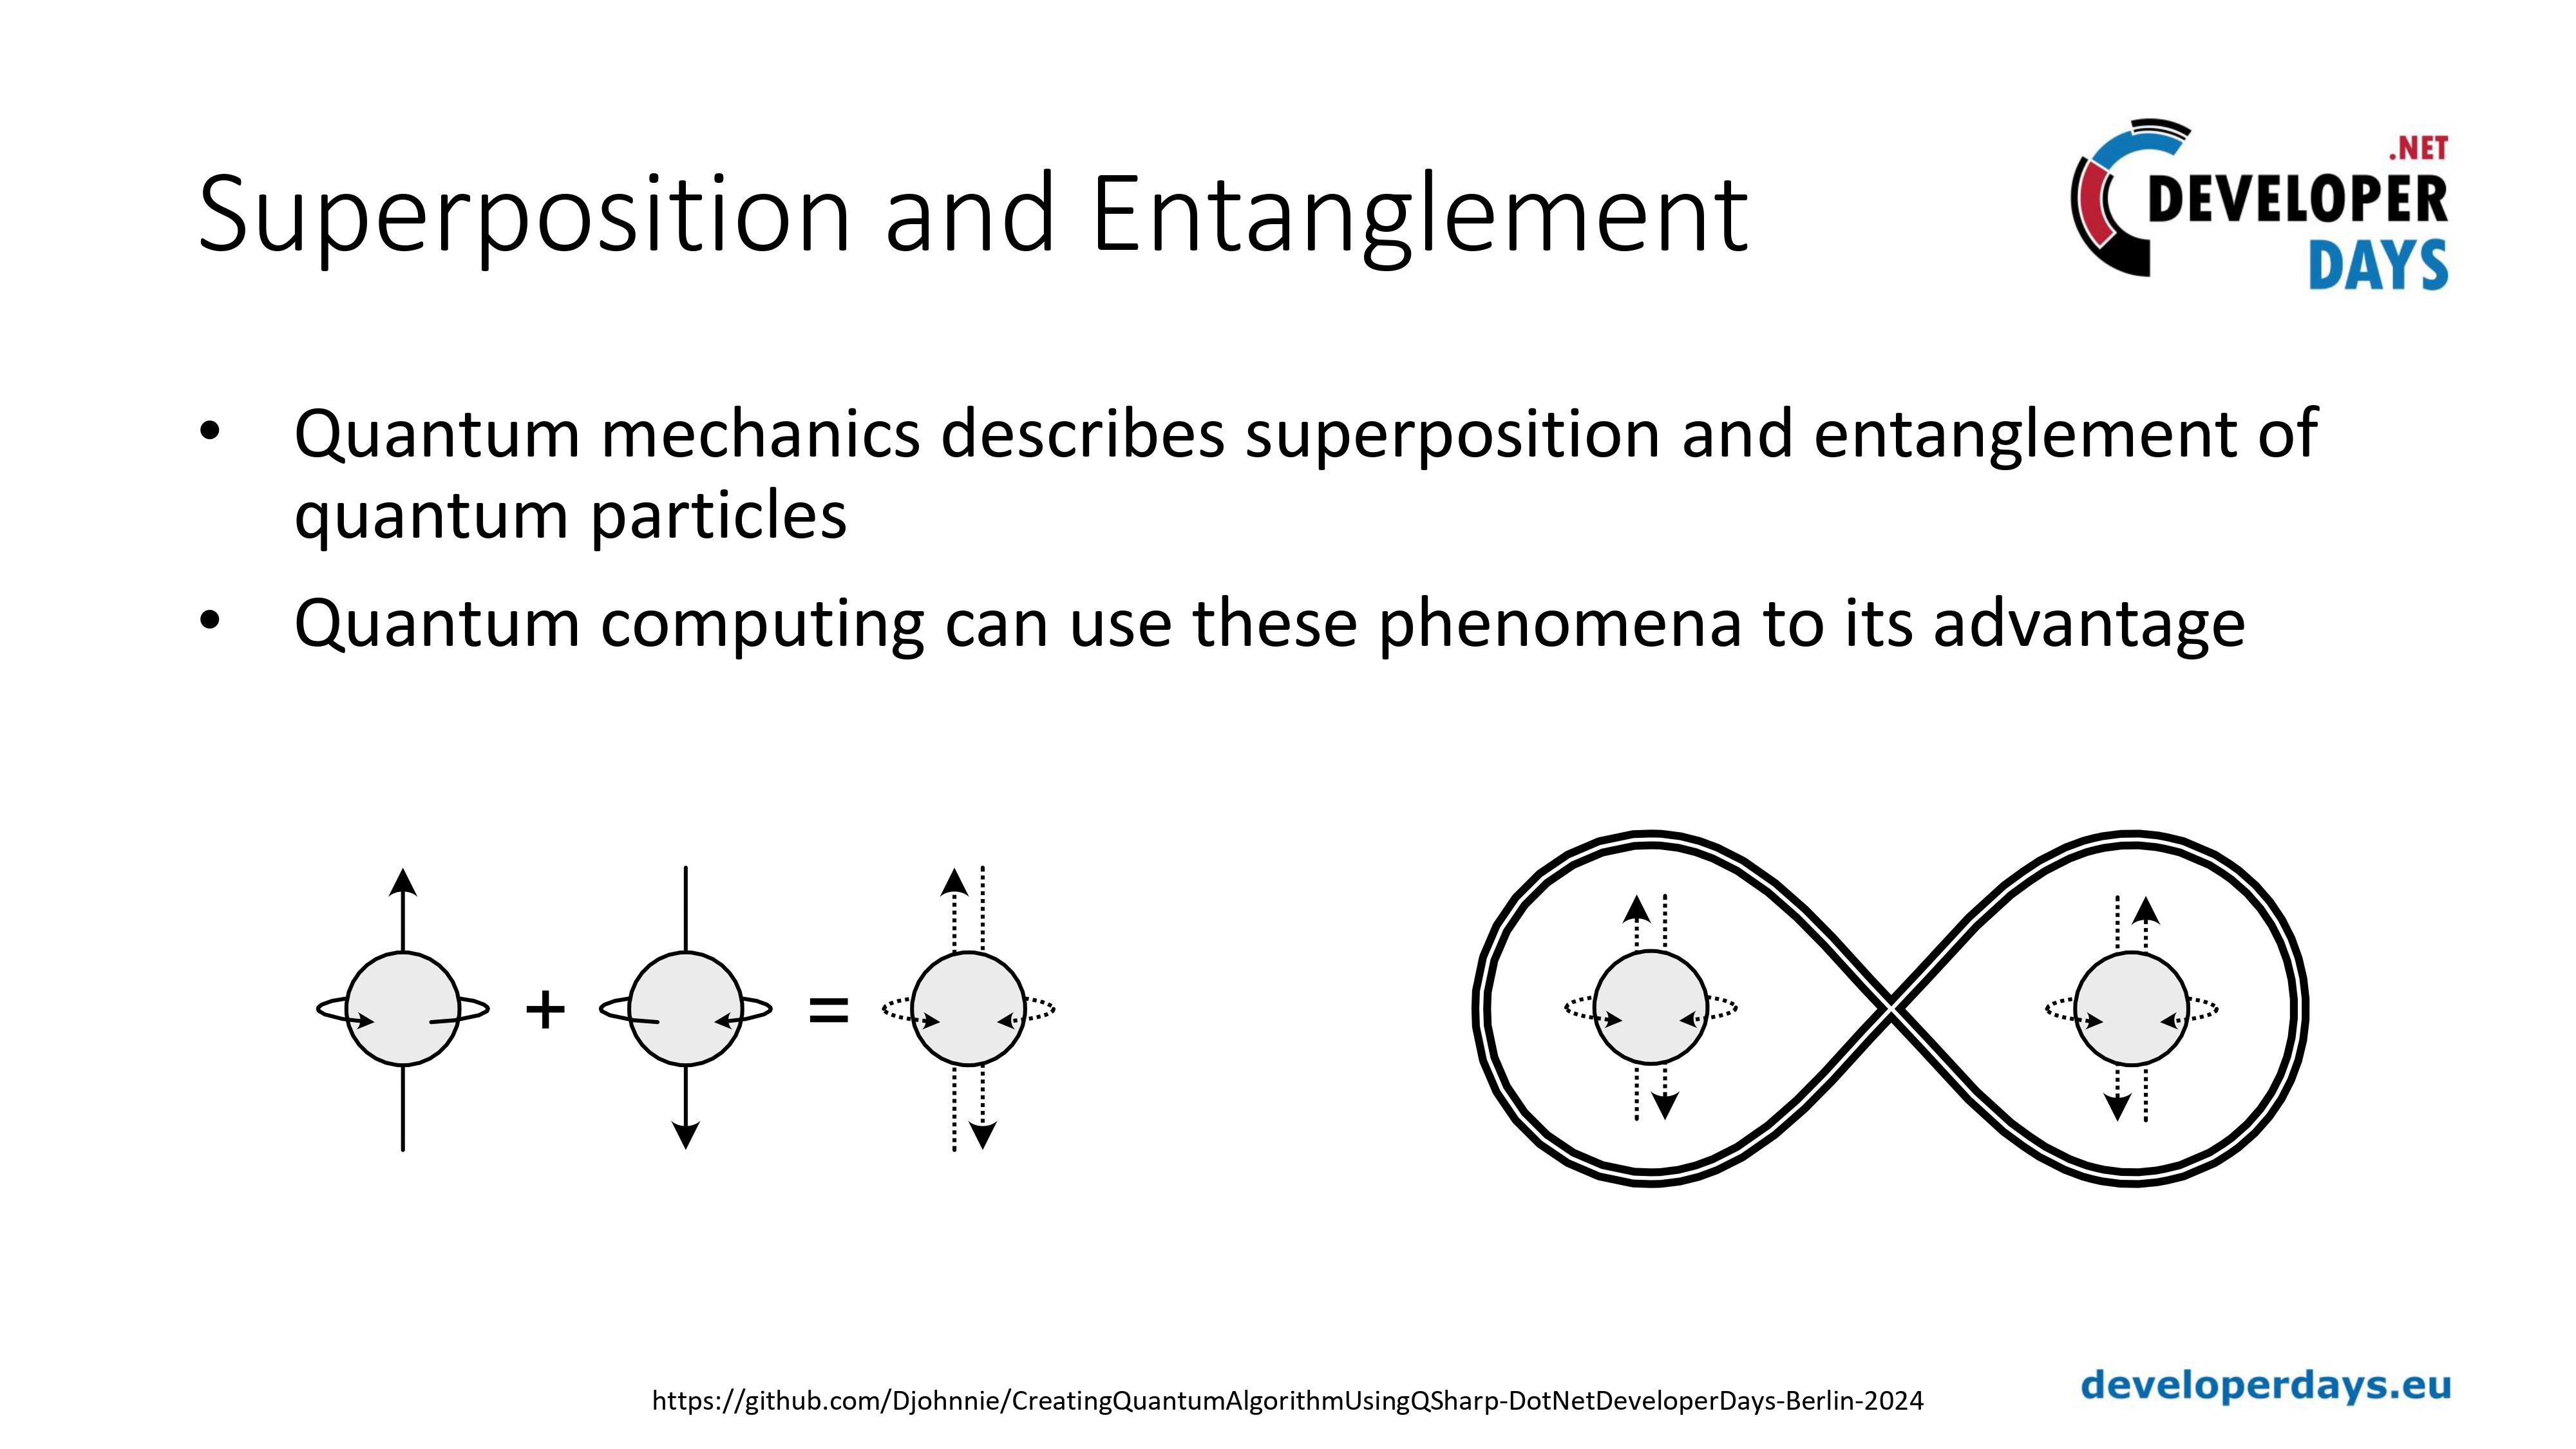 Superposition and Entanglement
.NET
DEVELOPER
DAYS
• Quantum mechanics describes superposition and entanglement of
quantum particles
• Quantum computing can use these phenomena to its advantage
+ =
https://github.com/Djohnnie/CreatingQuantumAlgorithmUsingQSharp-DotNetDeveloperDays-Berlin-2024
developerdays.eu